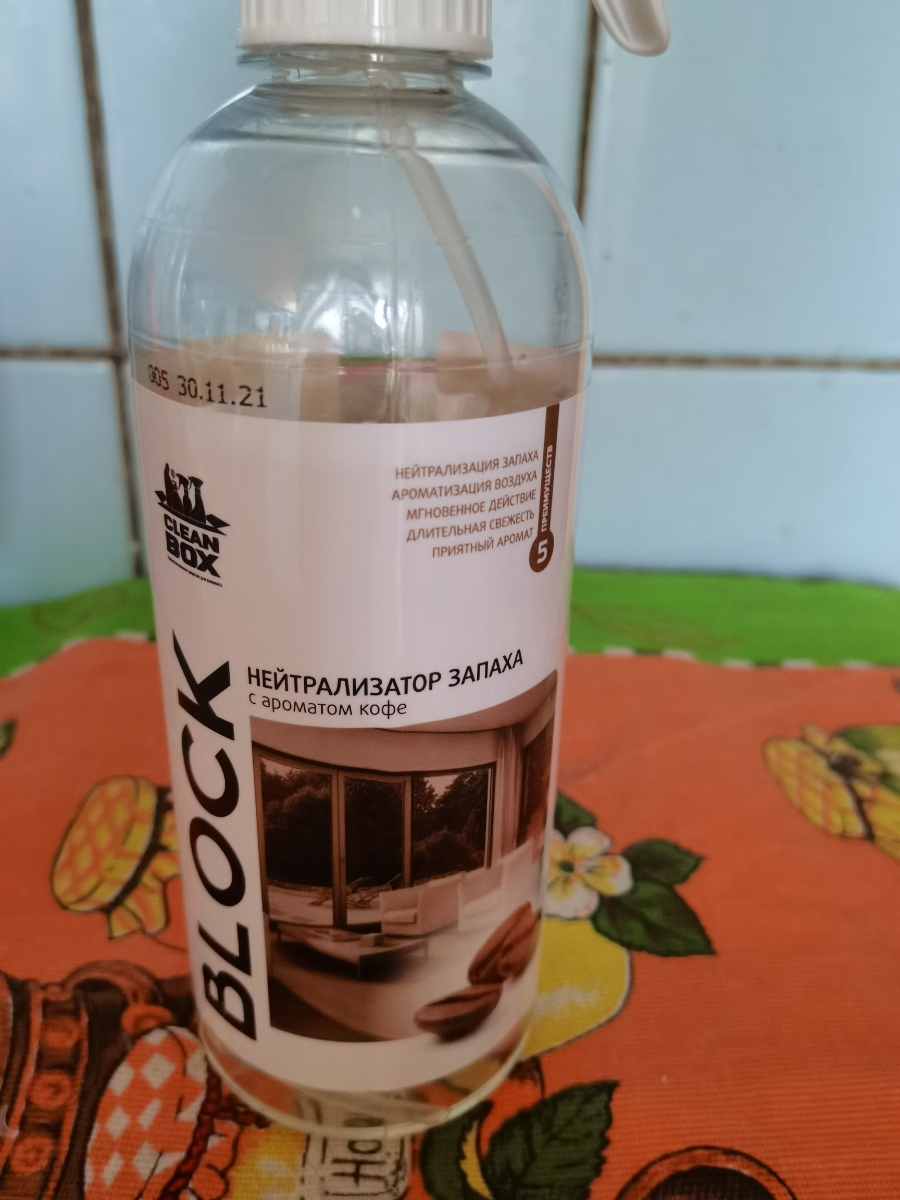 005 30.11.21
CLEAN
BOX
НЕЙТРАЛИЗАЦИЯ ЗАПАХА
АРОМАТИЗАЦИЯ ВОЗДУХА
МГНОВЕННОЕ ДЕЙСТВИЕ
ДЛИТЕЛЬНАЯ СВЕЖЕСТЬ
ПРИЯТНЫЙ АРОМАТ
5 ПРЕИМУЩЕСТВ
НЕЙТРАЛИЗАТОР ЗАПАХА
с ароматом кофе
BLOCK